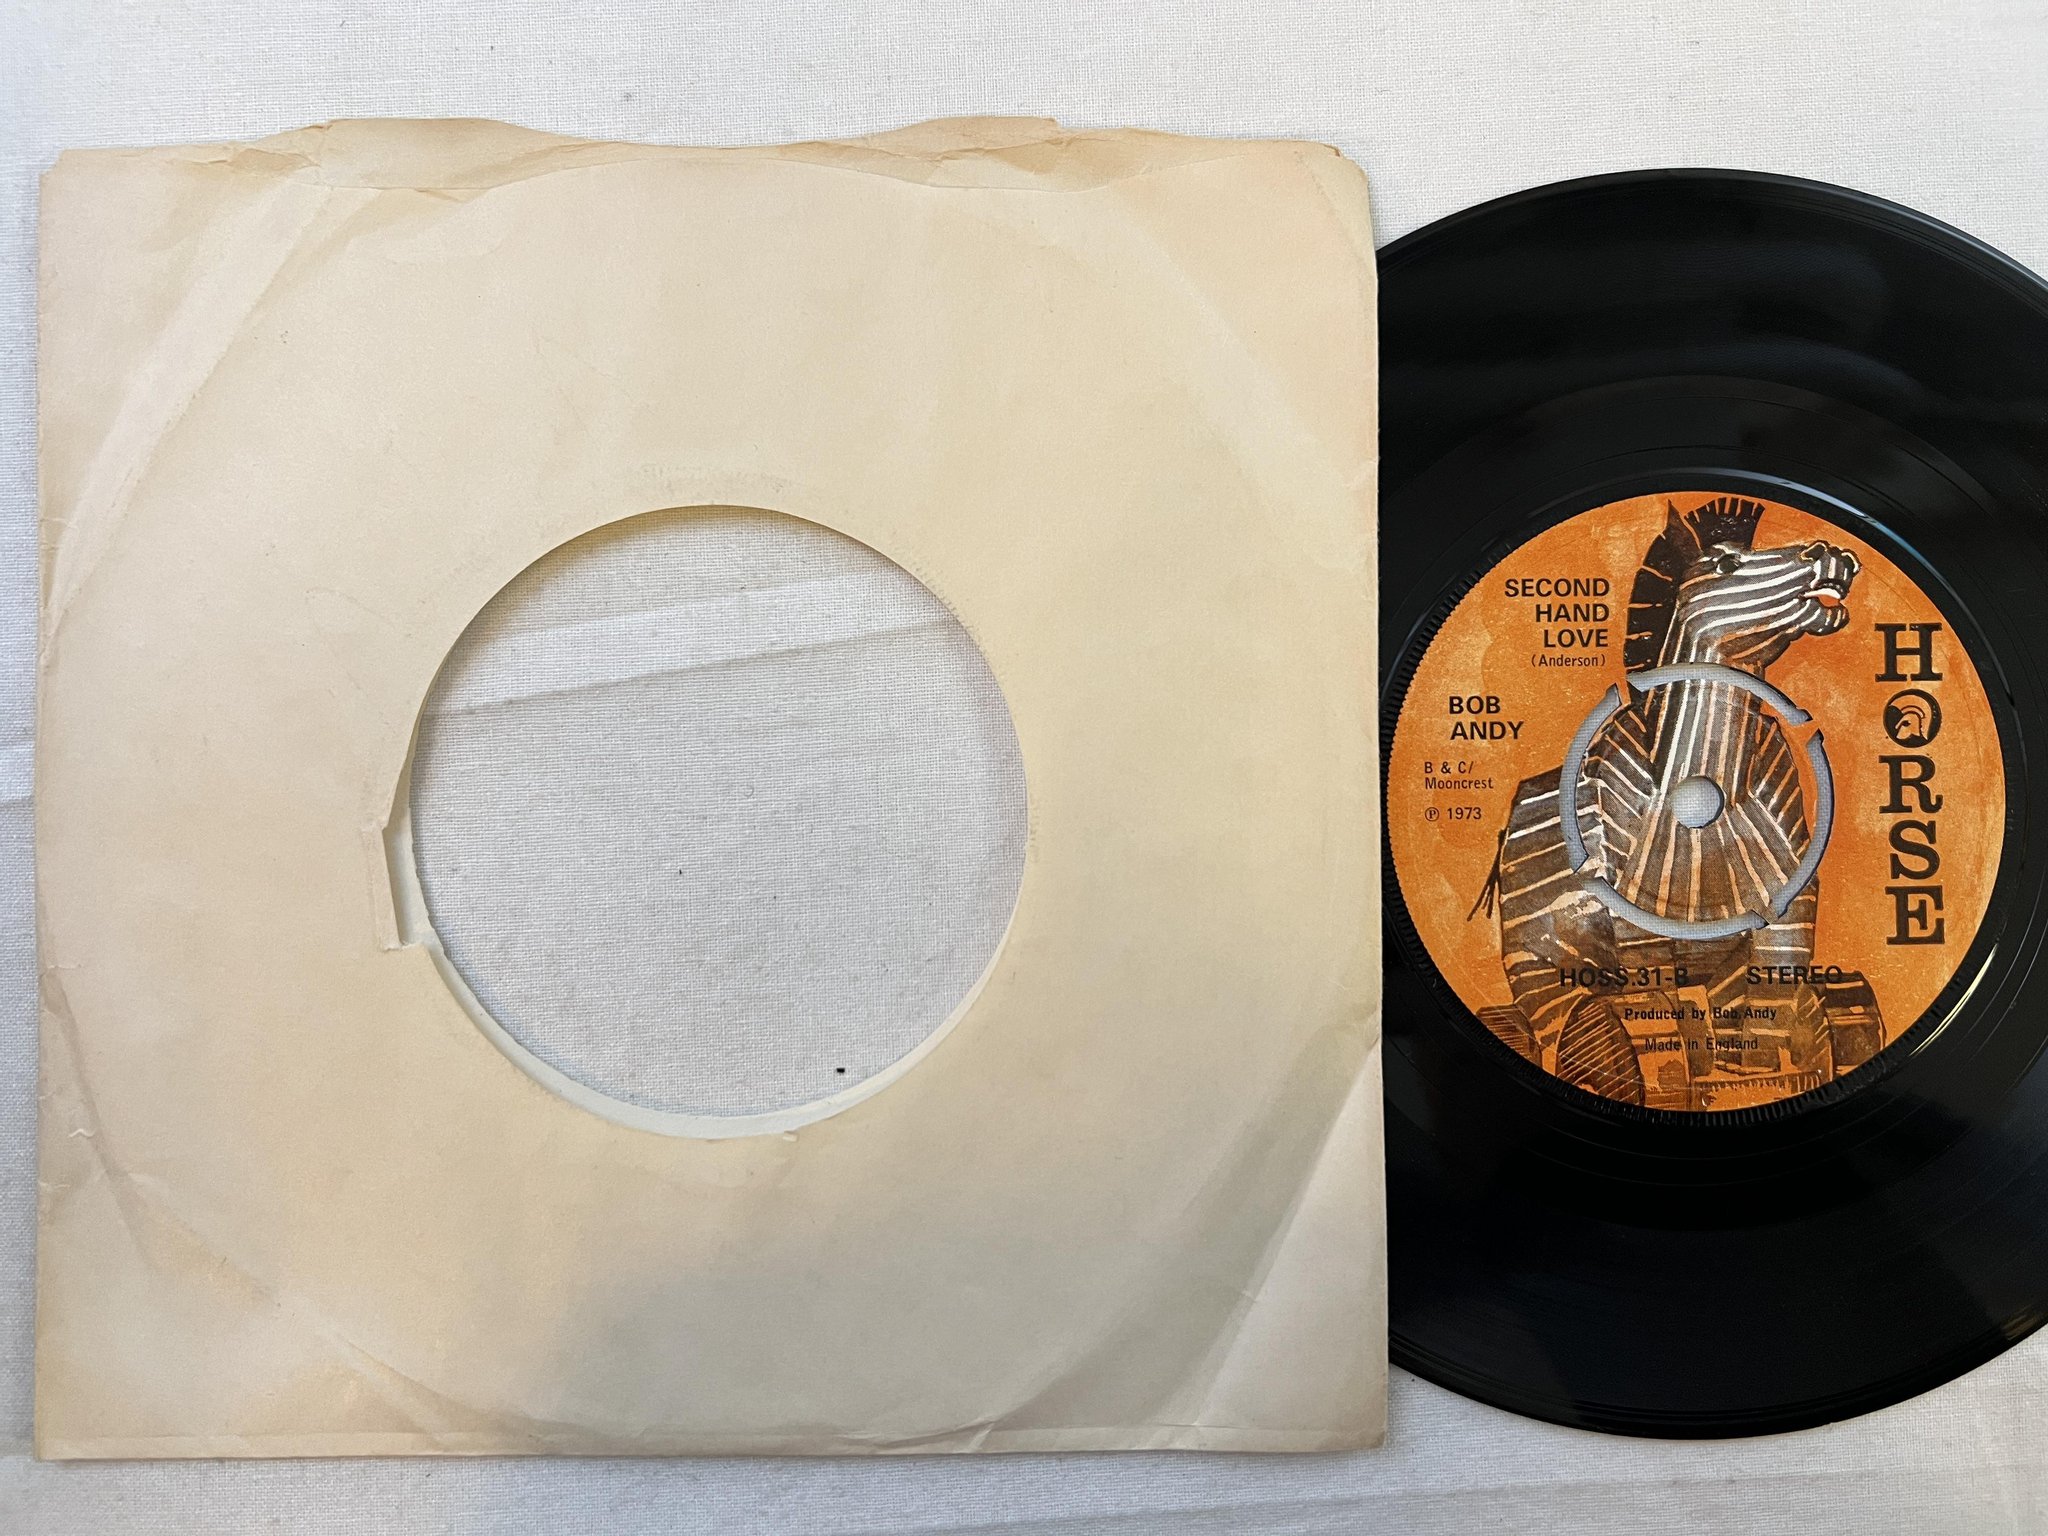 SECOND
HAND
LOVE
(Anderson)
BOB
ANDY
B & C/
Mooncrest
℗ 1973
HORSE
HOSS.31-B STEREO
Produced by Bob Andy
Made in England